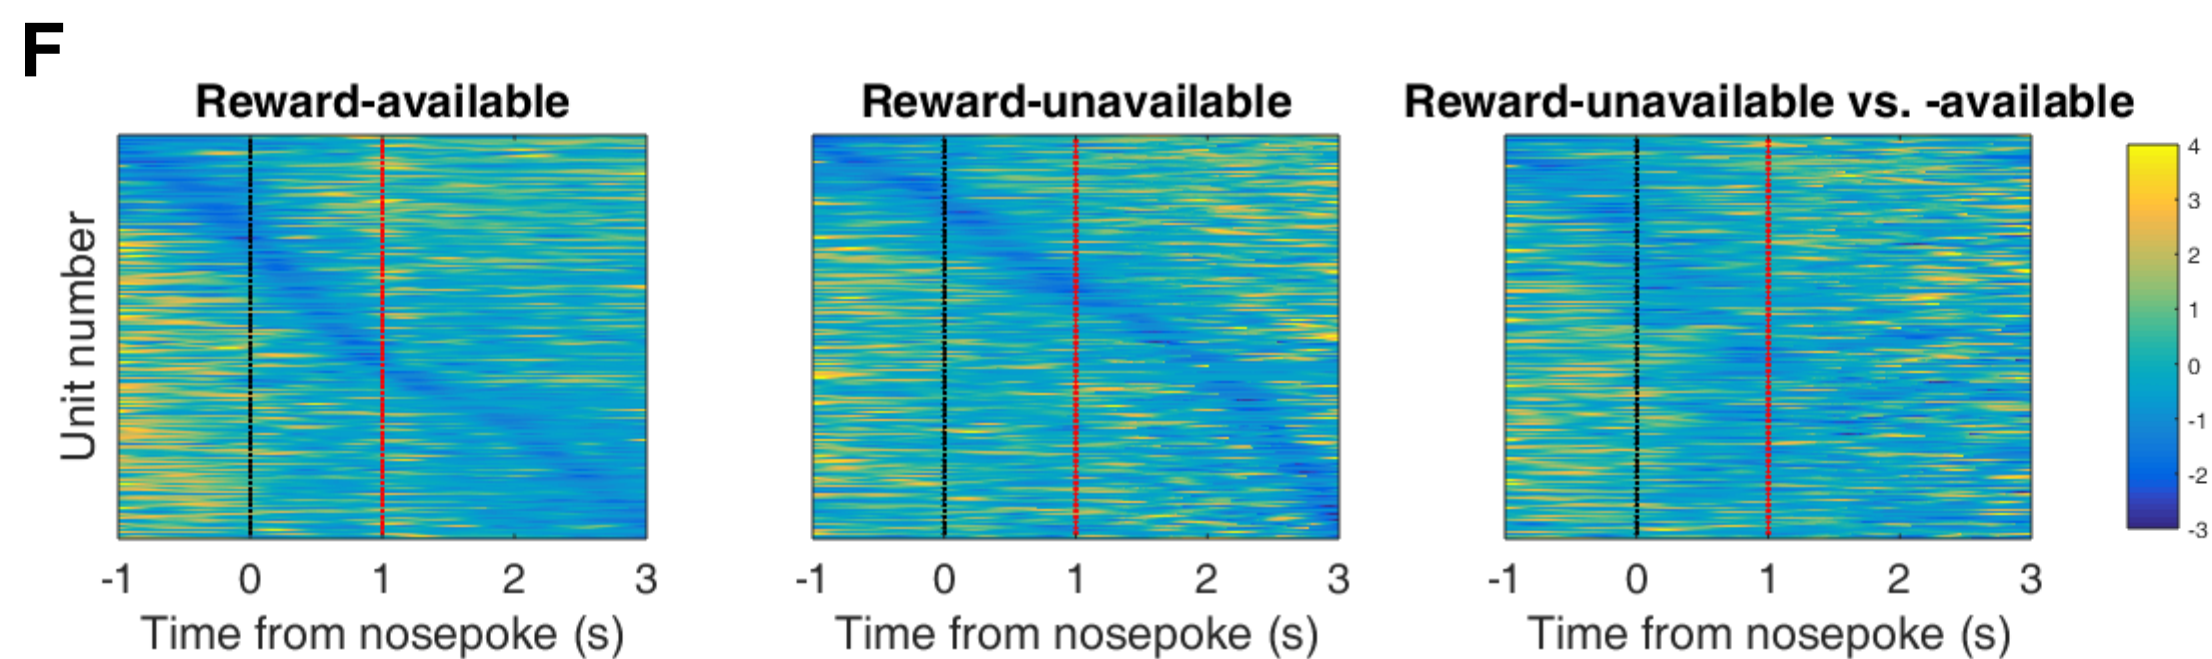 F
Reward-available
Reward-unavailable
Reward-unavailable vs. -available
Unit number
4
3
2
1
0
-1
-2
-3
-1 0 1 2 3
-1 0 1 2 3
-1 0 1 2 3
Time from nosepoke (s)
Time from nosepoke (s)
Time from nosepoke (s)